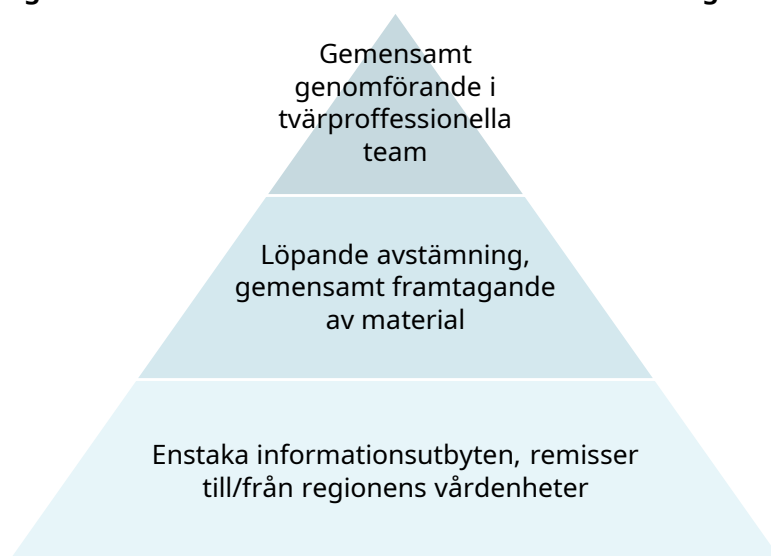 Gemensamt
genomförande i
tvärproffessionella
team
Löpande avstämning,
gemensamt framtagande
av material
Enstaka informationsutbyten, remisser
till/från regionens vårdenheter